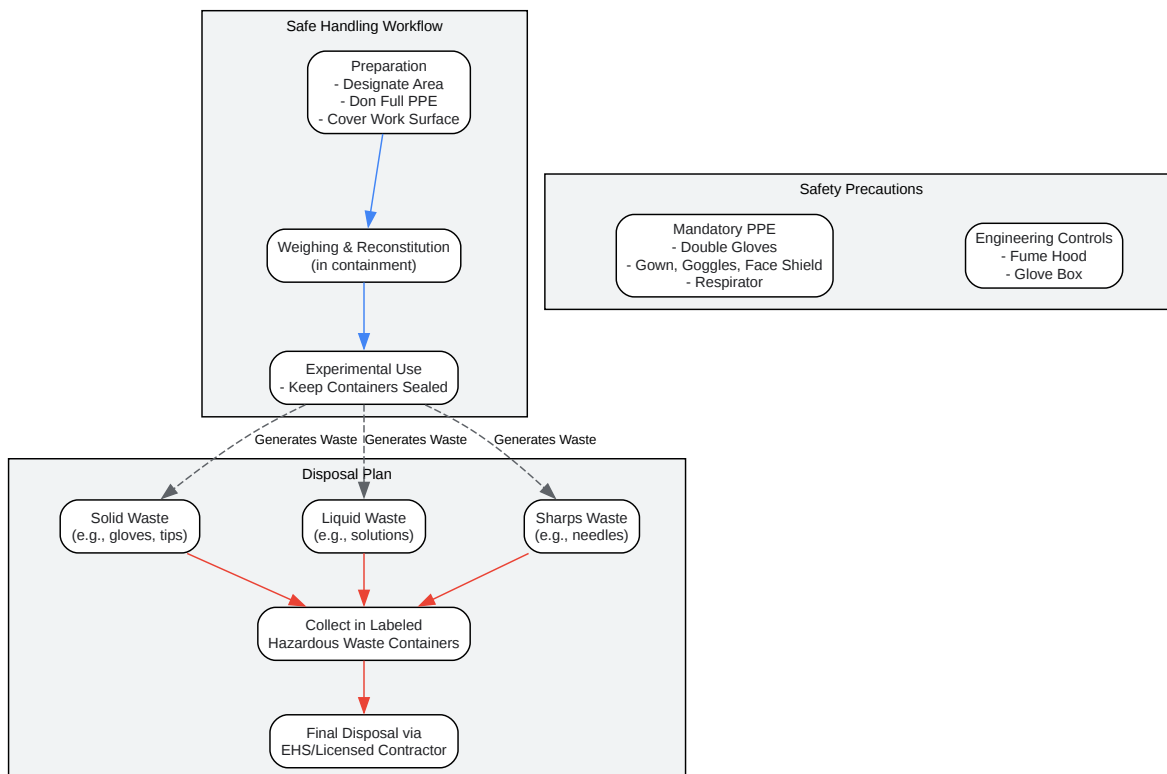 Safe Handling Workflow
Preparation
- Designate Area
- Don Full PPE
- Cover Work Surface
Weighing & Reconstitution
(in containment)
Experimental Use
- Keep Containers Sealed
Safety Precautions
Mandatory PPE
- Double Gloves
- Gown, Goggles, Face Shield
- Respirator
Engineering Controls
- Fume Hood
- Glove Box
Generates Waste
Generates Waste
Generates Waste
Disposal Plan
Solid Waste
(e.g., gloves, tips)
Liquid Waste
(e.g., solutions)
Sharps Waste
(e.g., needles)
Collect in Labeled
Hazardous Waste Containers
Final Disposal via
EHS/Licensed Contractor